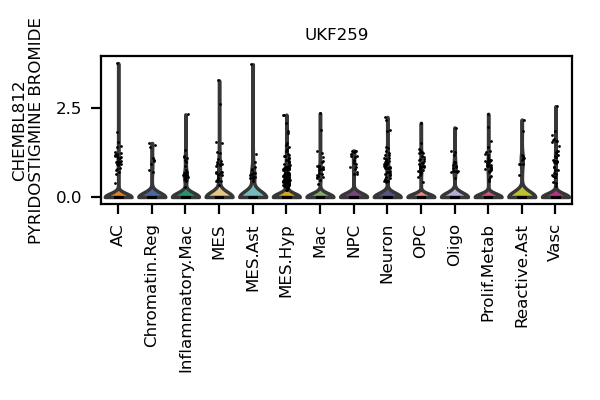 UKF259
CHEMBL812
PYRIDOSTIGMINE BROMIDE
2.5
0.0
AC
Chromatin.Reg
Inflammatory.Mac
MES
MES.Ast
MES.Hyp
Mac
NPC
Neuron
OPC
Oligo
Prolif.Metab
Reactive.Ast
Vasc